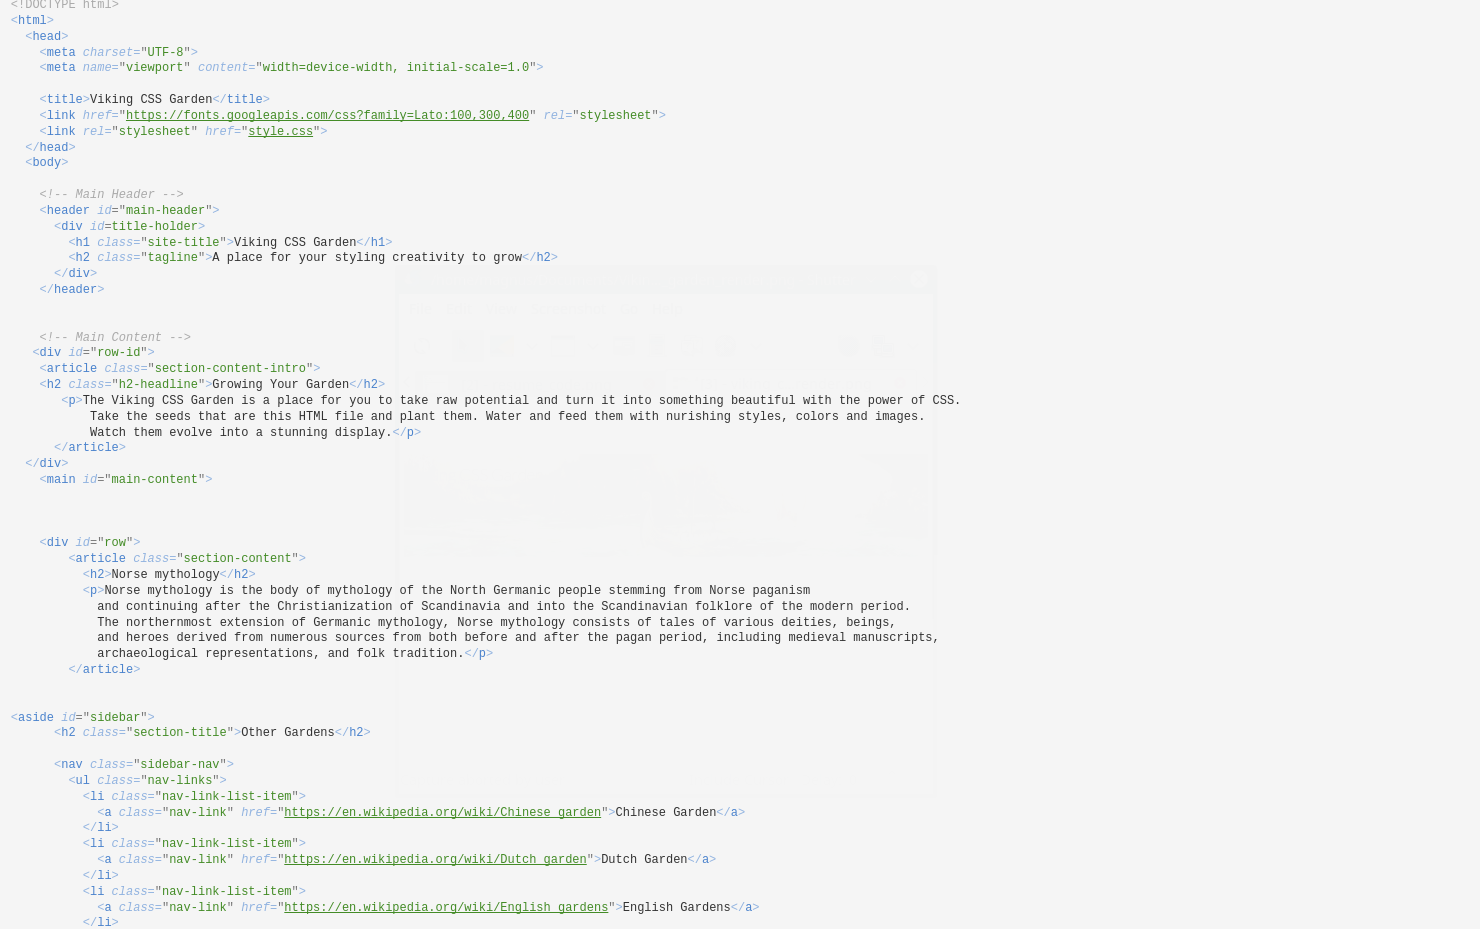 <!DOCTYPE html>
<html>
<head>
<meta charset="UTF-8">
<meta name="viewport" content="width=device-width, initial-scale=1.0">
<title>Viking CSS Garden</title>
<link href="https://fonts.googleapis.com/css?family=Lato:100,300,400" rel="stylesheet">
<link rel="stylesheet" href="style.css">
</head>
<body>
<!-- Main Header -->
<header id="main-header">
<div id=title-holder>
<h1 class="site-title">Viking CSS Garden</h1>
<h2 class="tagline">A place for your styling creativity to grow</h2>
</div>
</header>
<!-- Main Content -->
<div id="row-id">
<article class="section-content-intro">
<h2 class="h2-headline">Growing Your Garden</h2>
<p>The Viking CSS Garden is a place for you to take raw potential and turn it into something beautiful with the power of CSS.
Take the seeds that are this HTML file and plant them. Water and feed them with nurishing styles, colors and images.
Watch them evolve into a stunning display.</p>
</article>
</div>
<main id="main-content">
<div id="row">
<article class="section-content">
<h2>Norse mythology</h2>
<p>Norse mythology is the body of mythology of the North Germanic people stemming from Norse paganism
and continuing after the Christianization of Scandinavia and into the Scandinavian folklore of the modern period.
The northernmost extension of Germanic mythology, Norse mythology consists of tales of various deities, beings,
and heroes derived from numerous sources from both before and after the pagan period, including medieval manuscripts,
archaeological representations, and folk tradition.</p>
</article>
<aside id="sidebar">
<h2 class="section-title">Other Gardens</h2>
<nav class="sidebar-nav">
<ul class="nav-links">
<li class="nav-link-list-item">
<a class="nav-link" href="https://en.wikipedia.org/wiki/Chinese_garden">Chinese Garden</a>
</li>
<li class="nav-link-list-item">
<a class="nav-link" href="https://en.wikipedia.org/wiki/Dutch_garden">Dutch Garden</a>
</li>
<li class="nav-link-list-item">
<a class="nav-link" href="https://en.wikipedia.org/wiki/English_gardens">English Gardens</a>
</li>